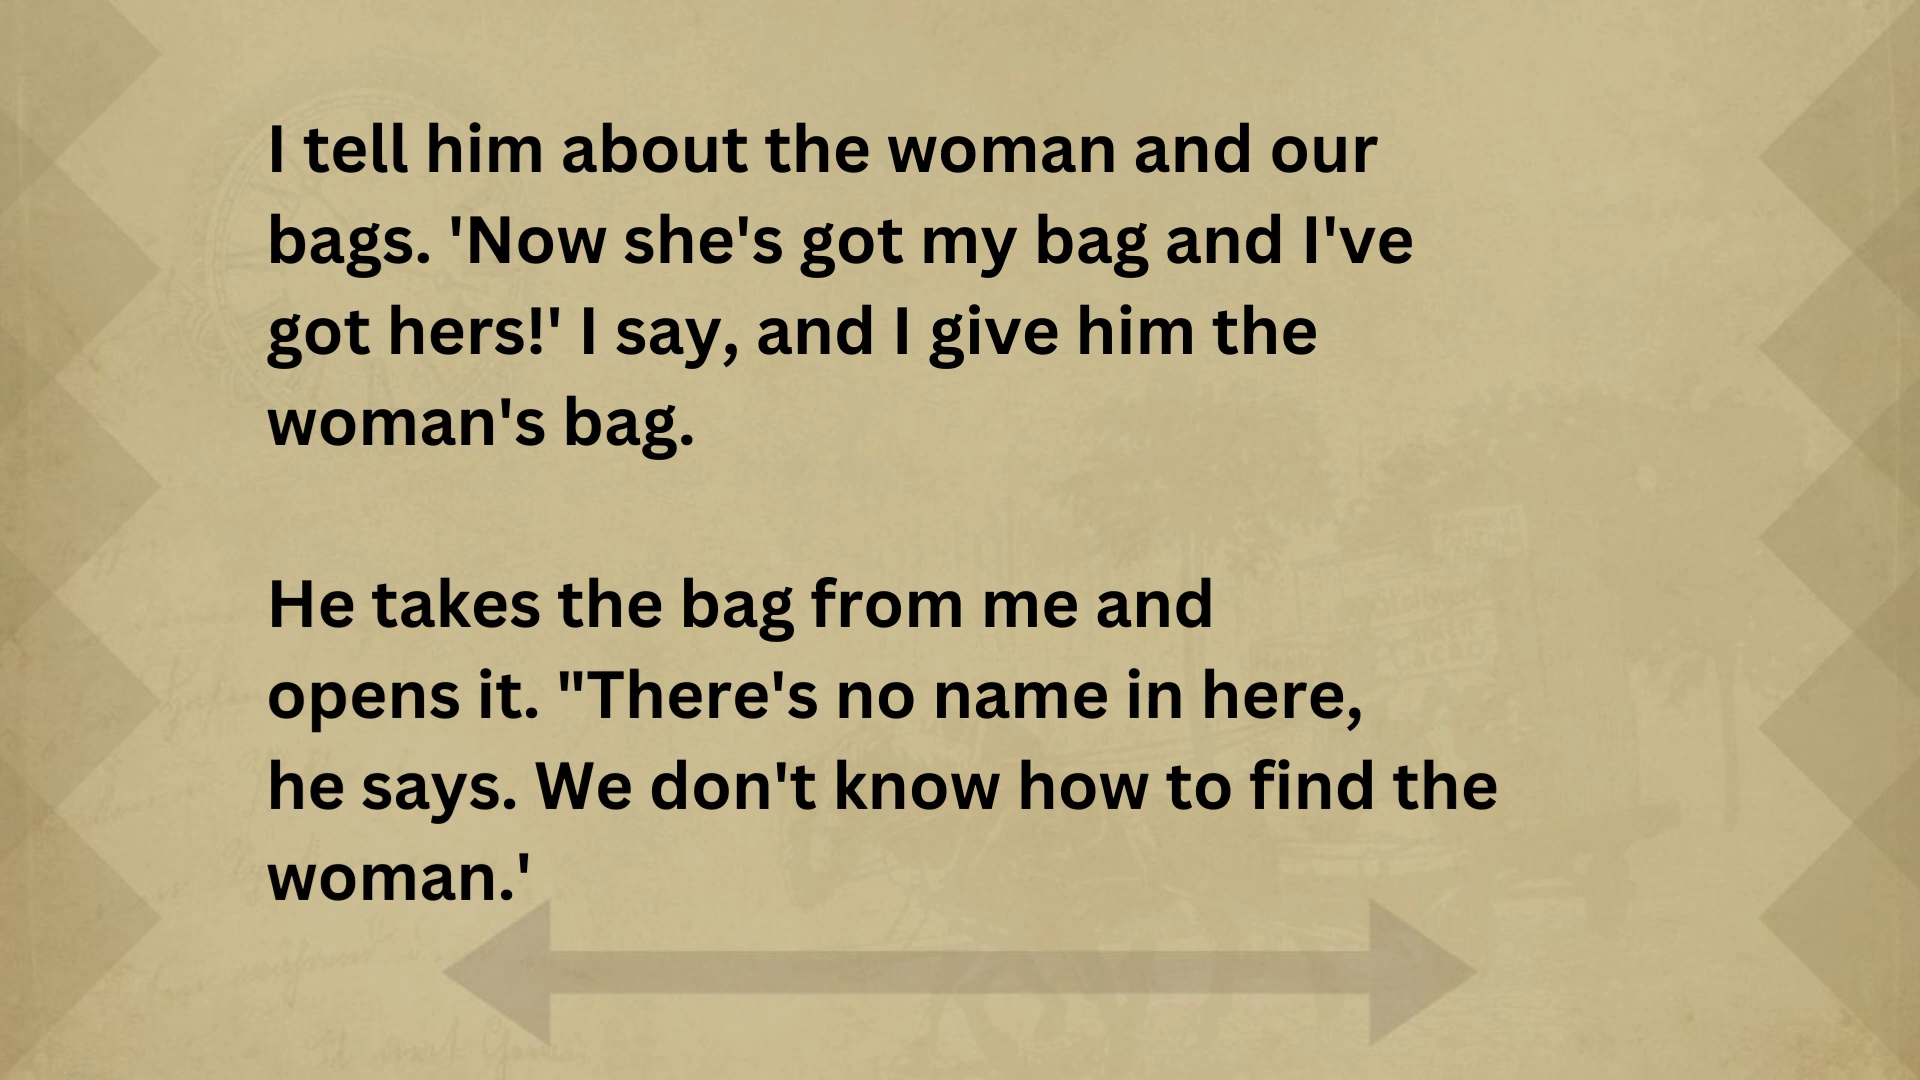 I tell him about the woman and our
bags. 'Now she's got my bag and I've
got hers!' I say, and I give him the
woman's bag.
He takes the bag from me and
opens it. "There's no name in here,
he says. We don't know how to find the
woman.'